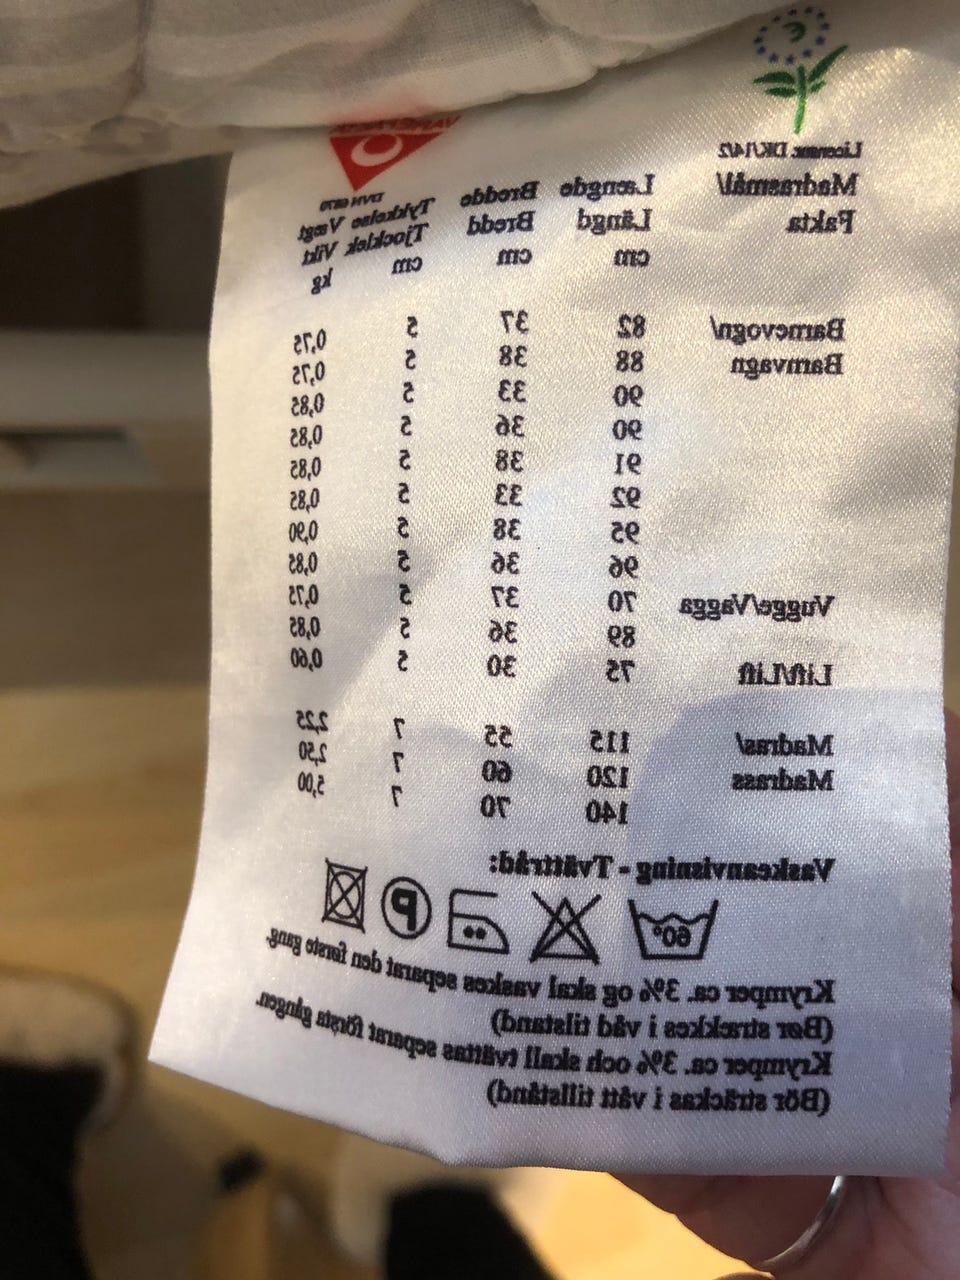 Licensnr. DK/14/2
DVN
Madrasmål/ Længde Bredde Tykkelse Vægt
Fakta Längd Bredd Tjocklek Vikt
cm cm cm kg
Barnevogn/ 82 37 5 0,75
Barnvagn 88 38 5 0,75
90 33 5 0,85
90 36 5 0,85
91 38 5 0,85
92 33 5 0,85
95 38 5 0,90
96 36 5 0,85
Vugge/Vagga 70 37 5 0,75
89 36 5 0,85
Lift/Lift 75 30 5 0,60
Madras/ 115 55 7 2,25
Madrass 120 60 7 2,50
140 70 7 5,00
Vaskeanvisning - Tvättråd:
60° P
Krymper ca. 3% og skal vaskes separat den første gang.
(Bør strækkes i våd tilstand)
Krymper ca. 3% och skall tvättas separat första gången.
(Bör sträckas i vått tillstånd)